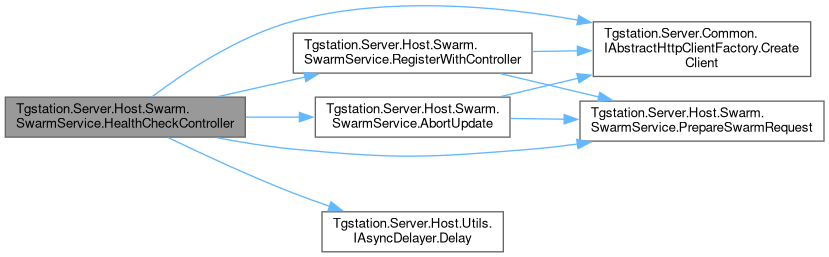 Tgstation.Server.Host.Swarm.
SwarmService.HealthCheckController
Tgstation.Server.Host.Swarm.
SwarmService.RegisterWithController
Tgstation.Server.Host.Swarm.
SwarmService.AbortUpdate
Tgstation.Server.Host.Utils.
IAsyncDelayer.Delay
Tgstation.Server.Common.
IAbstractHttpClientFactory.Create
Client
Tgstation.Server.Host.Swarm.
SwarmService.PrepareSwarmRequest